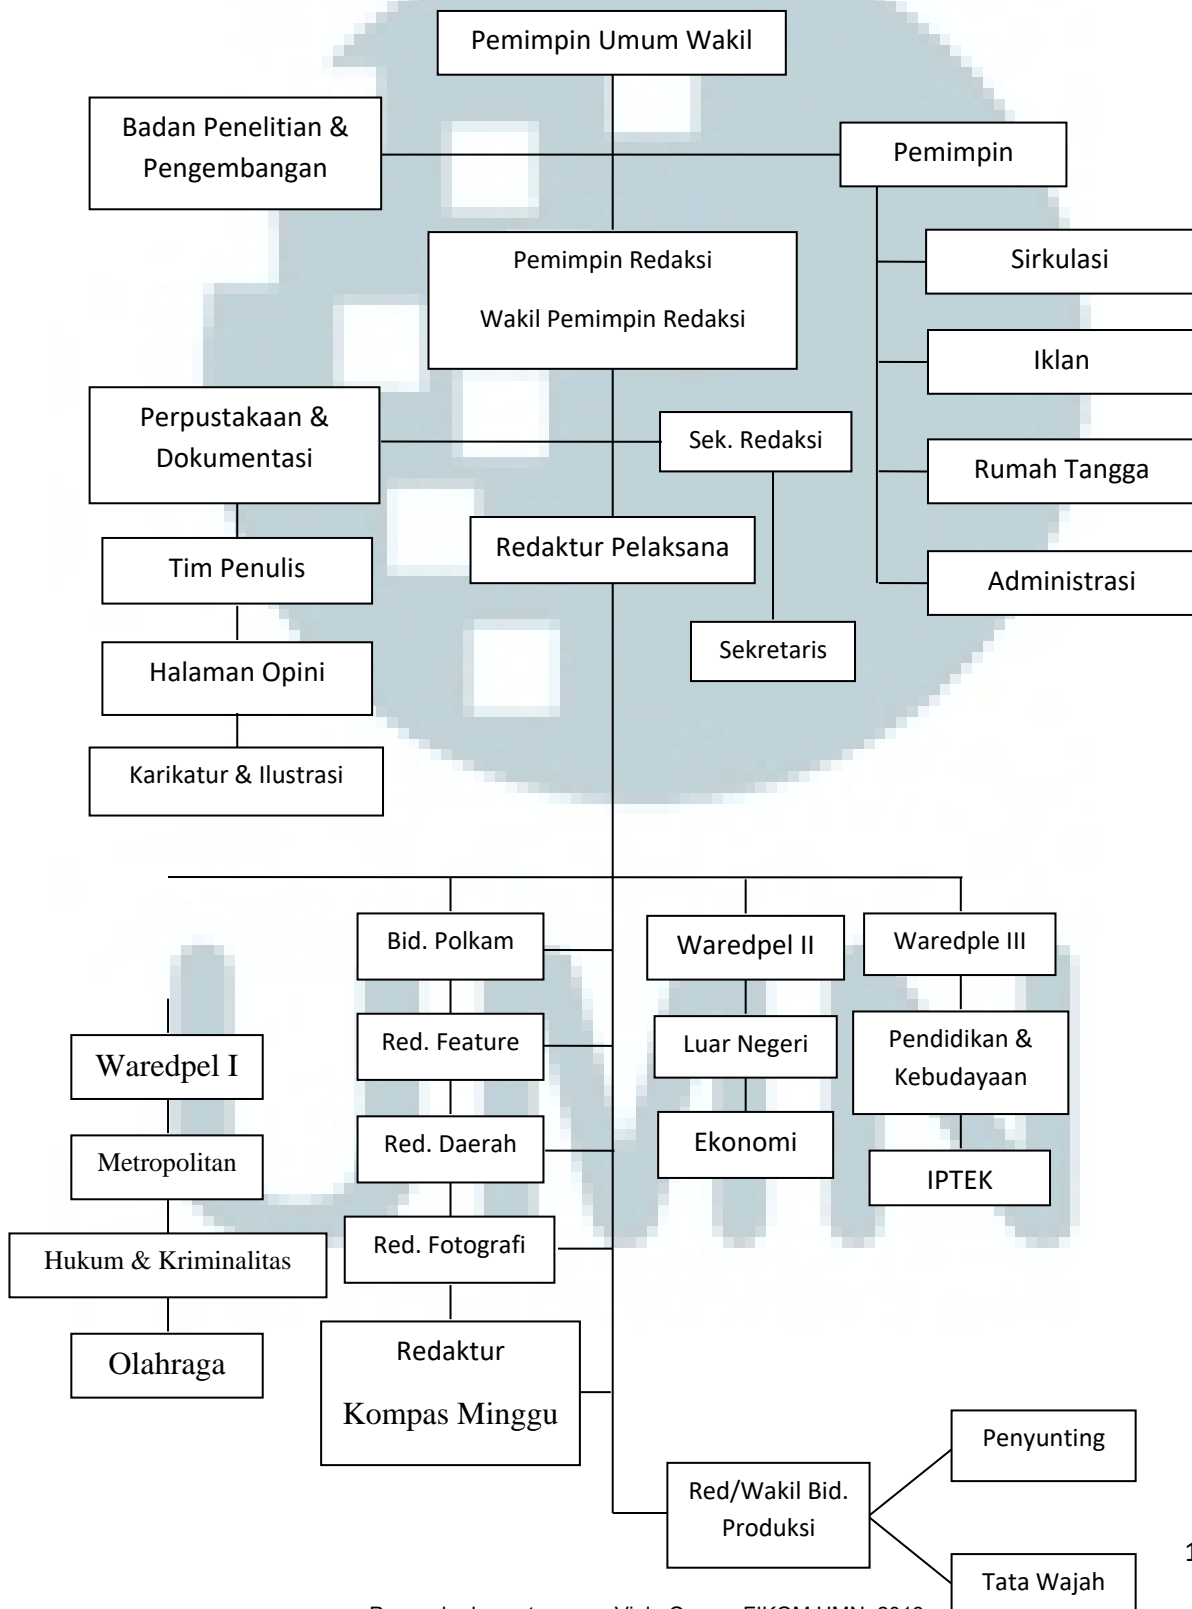 Pemimpin Umum Wakil
Badan Penelitian &
Pengembangan
Pemimpin
Pemimpin Redaksi
Wakil Pemimpin Redaksi
Sirkulasi
Iklan
Perpustakaan &
Dokumentasi
Sek. Redaksi
Rumah Tangga
Redaktur Pelaksana
Tim Penulis
Administrasi
Sekretaris
Halaman Opini
Karikatur & Ilustrasi
Bid. Polkam
Waredpel II
Waredple III
Red. Feature
Luar Negeri
Pendidikan &
Kebudayaan
Waredpel I
Red. Daerah
Ekonomi
Metropolitan
IPTEK
Red. Fotografi
Hukum & Kriminalitas
Redaktur
Kompas Minggu
Olahraga
Penyunting
Red/Wakil Bid.
Produksi
Tata Wajah
1
UMN